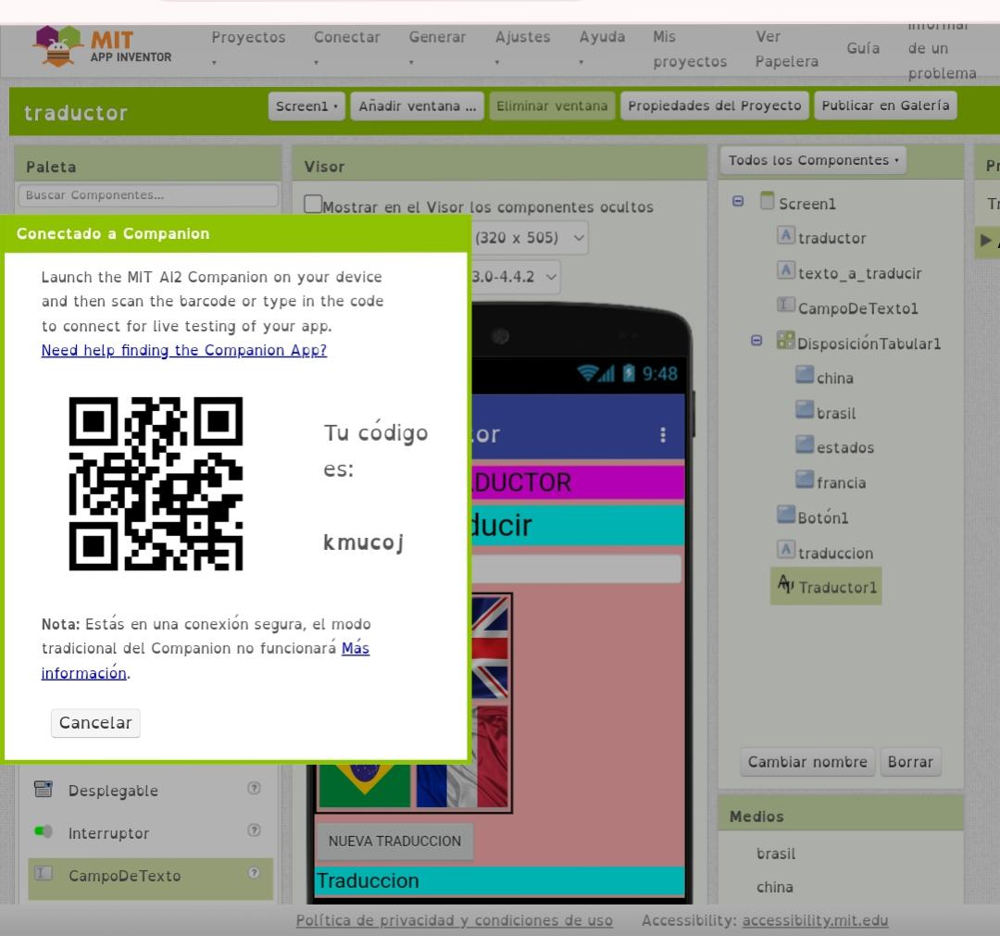 MIT
APP INVENTOR
Proyectos
Conectar
Generar
Ajustes
Ayuda
Mis
proyectos
Ver
Papelera
Guía
Informar
de un
problema
traductor
Screen1
Añadir ventana ...
Eliminar ventana
Propiedades del Proyecto
Publicar en Galería
Paleta
Buscar Componentes...
Visor
Mostrar en el Visor los componentes ocultos
(320 x 505)
3.0-4.4.2
Todos los Componentes
Screen1
traductor
texto_a_traducir
CampoDeTexto1
DisposiciónTabular1
china
brasil
estados
francia
Botón1
traduccion
Traductor1
Cambiar nombre
Borrar
Medios
brasil
china
Conectado a Companion
Launch the MIT AI2 Companion on your device
and then scan the barcode or type in the code
to connect for live testing of your app.
Need help finding the Companion App?
Tu código
es:
kmucoj
Nota: Estás en una conexión segura, el modo
tradicional del Companion no funcionará Más
información.
Cancelar
9:48
tor
ADUCTOR
ducir
NUEVA TRADUCCION
Traduccion
Desplegable
Interruptor
CampoDeTexto
Política de privacidad y condiciones de uso
Accessibility: accessibility.mit.edu